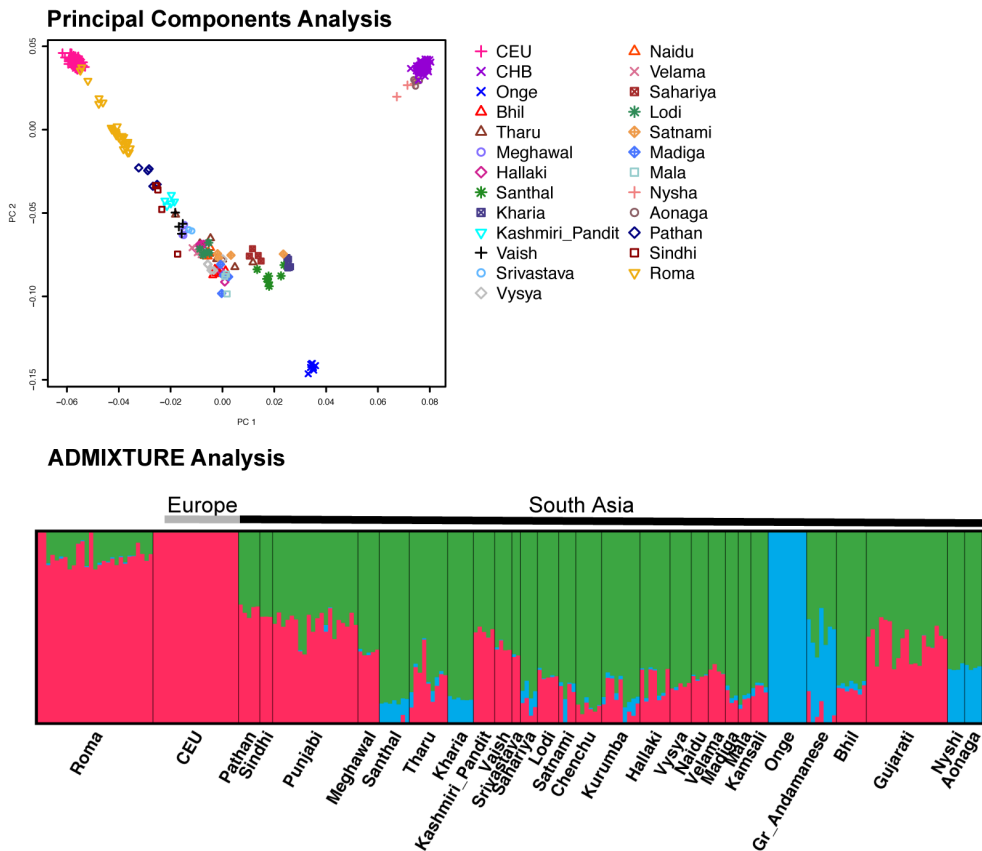 Principal Components Analysis
0.05
0.00
−0.05
−0.10
−0.15
PC 2
−0.06
−0.04
−0.02
0.00
0.02
0.04
0.06
0.08
PC 1
CEU
CHB
Onge
Bhil
Tharu
Meghawal
Hallaki
Santhal
Kharia
Kashmiri_Pandit
Vaish
Srivastava
Vysya
Naidu
Velama
Sahariya
Lodi
Satnami
Madiga
Mala
Nysha
Aonaga
Pathan
Sindhi
Roma
ADMIXTURE Analysis
Europe
South Asia
Roma
CEU
Pathan
Sindhi
Punjabi
Meghawal
Santhal
Tharu
Kharia
Kashmiri_Pandit
Vaish
Srivastava
Sahariya
Lodi
Satnami
Chenchu
Kurumba
Hallaki
Vysya
Naidu
Velama
Madiga
Mala
Kamsali
Onge
Gr_Andamanese
Bhil
Gujarati
Nyshi
Aonaga